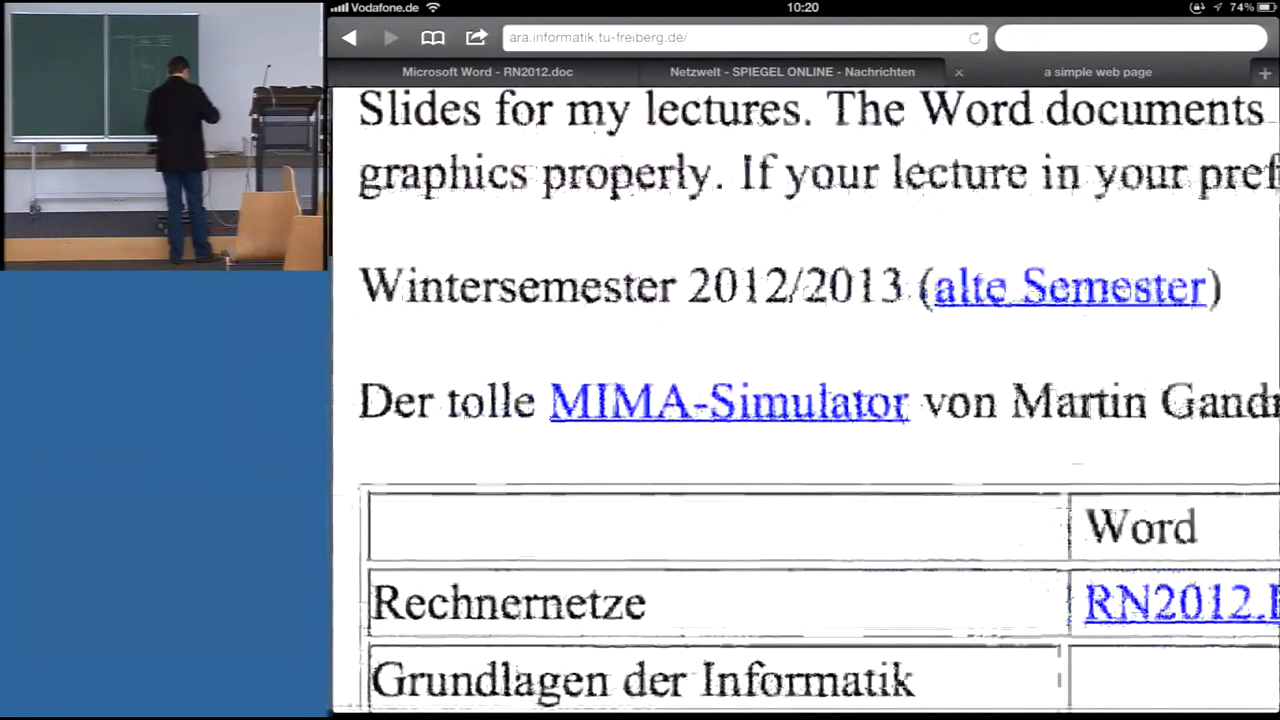 Vodafone.de 10:20 74%
ara.informatik.tu-freiberg.de/
Microsoft Word - RN2012.doc Netzwelt - SPIEGEL ONLINE - Nachrichten a simple web page
Slides for my lectures. The Word documents
graphics properly. If your lecture in your pref
Wintersemester 2012/2013 (alte Semester)
Der tolle MIMA-Simulator von Martin Gandr
Word
Rechnernetze RN2012.
Grundlagen der Informatik